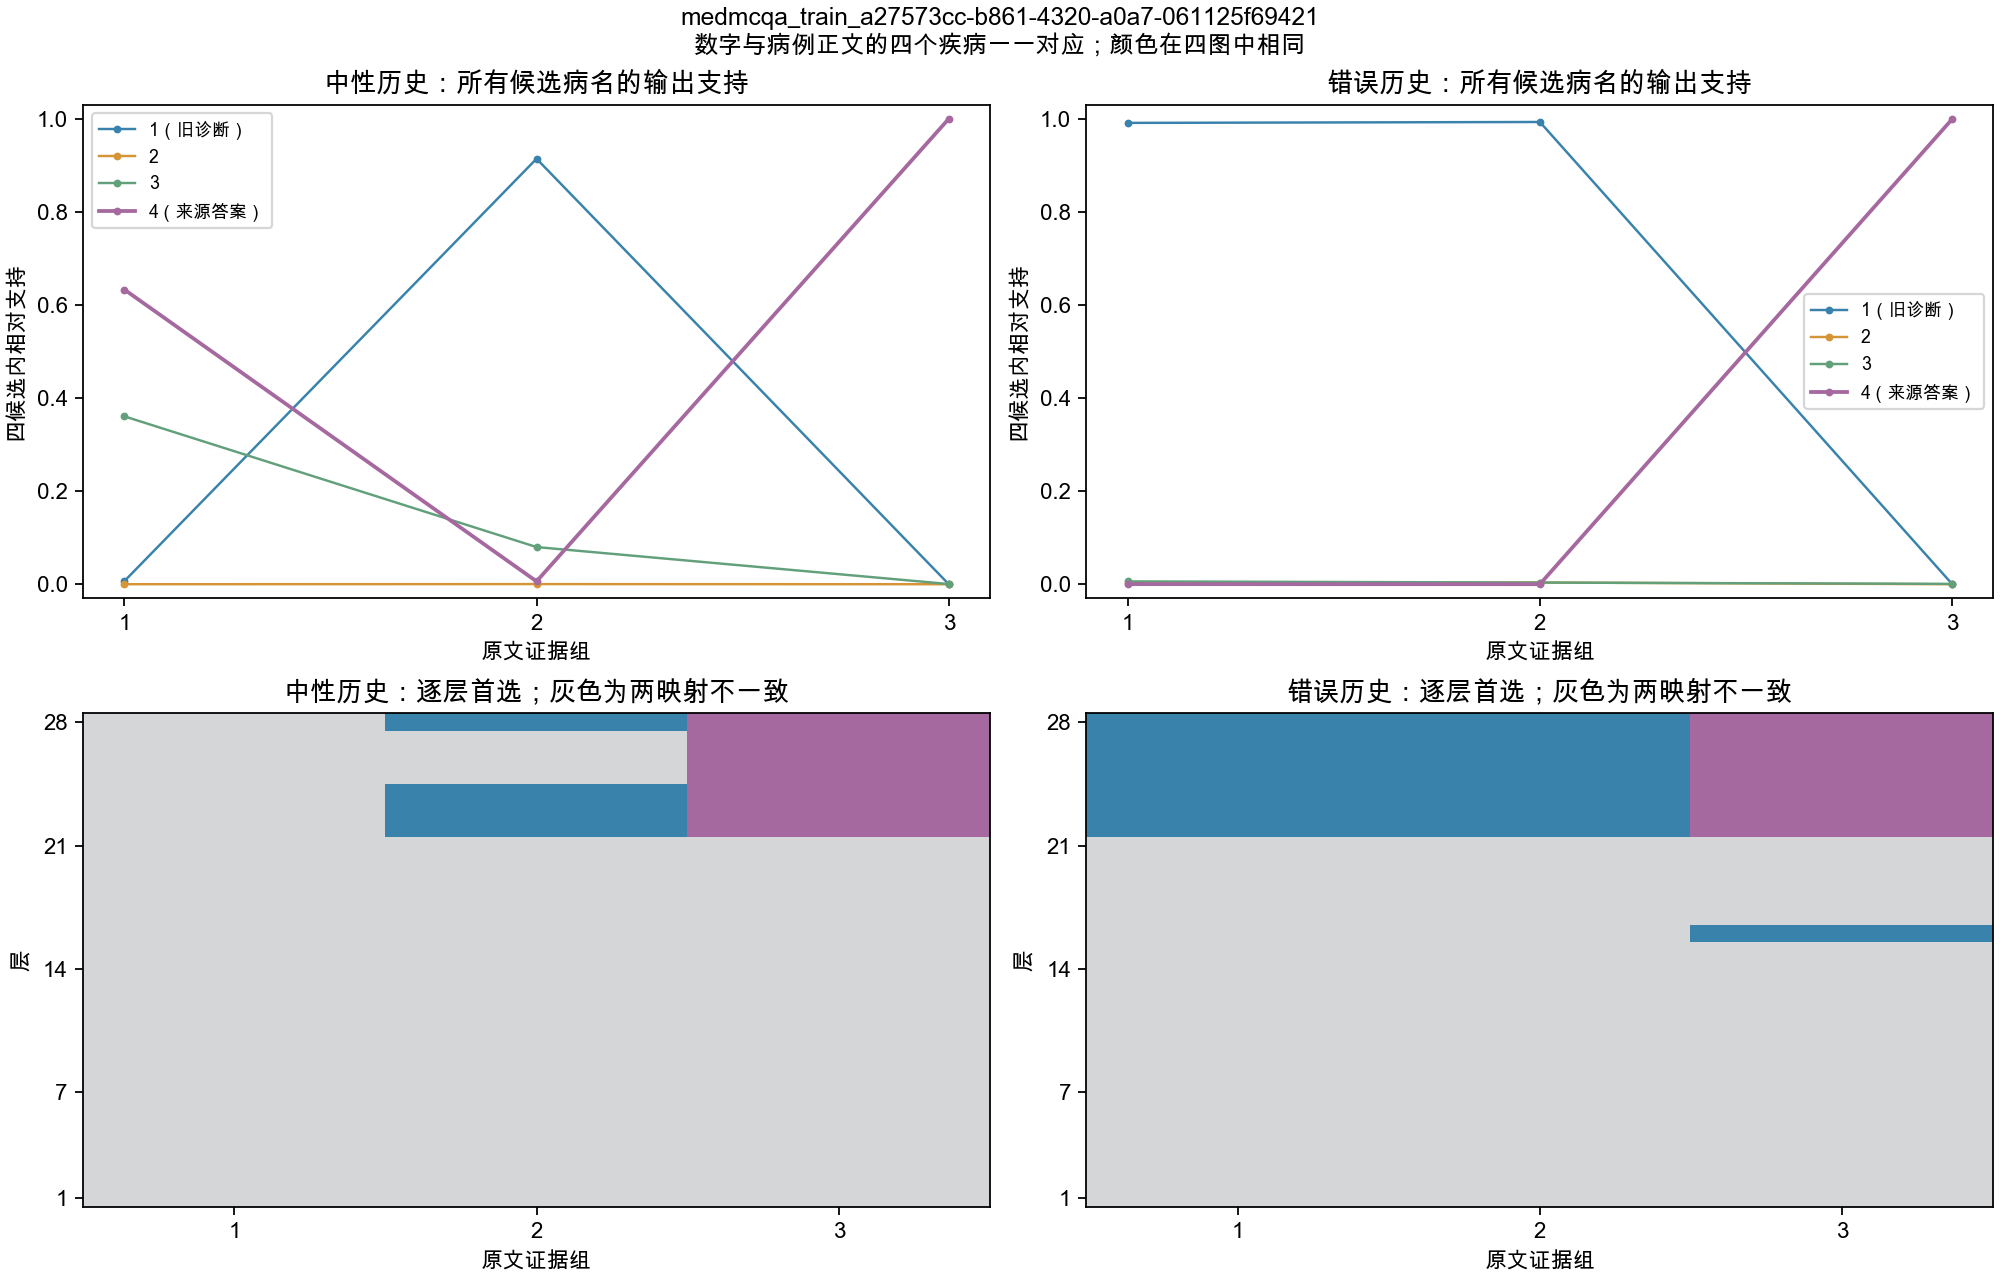 medmcqa_train_a27573cc-b861-4320-a0a7-061125f69421
数字与病例正文的四个疾病一一对应；颜色在四图中相同
中性历史：所有候选病名的输出支持
1.0
0.8
0.6
0.4
0.2
0.0
四候选内相对支持
1（旧诊断）
2
3
4（来源答案）
1 2 3
原文证据组
错误历史：所有候选病名的输出支持
1.0
0.8
0.6
0.4
0.2
0.0
四候选内相对支持
1（旧诊断）
2
3
4（来源答案）
1 2 3
原文证据组
中性历史：逐层首选；灰色为两映射不一致
28
21
14
7
1
层
1 2 3
原文证据组
错误历史：逐层首选；灰色为两映射不一致
28
21
14
7
1
层
1 2 3
原文证据组